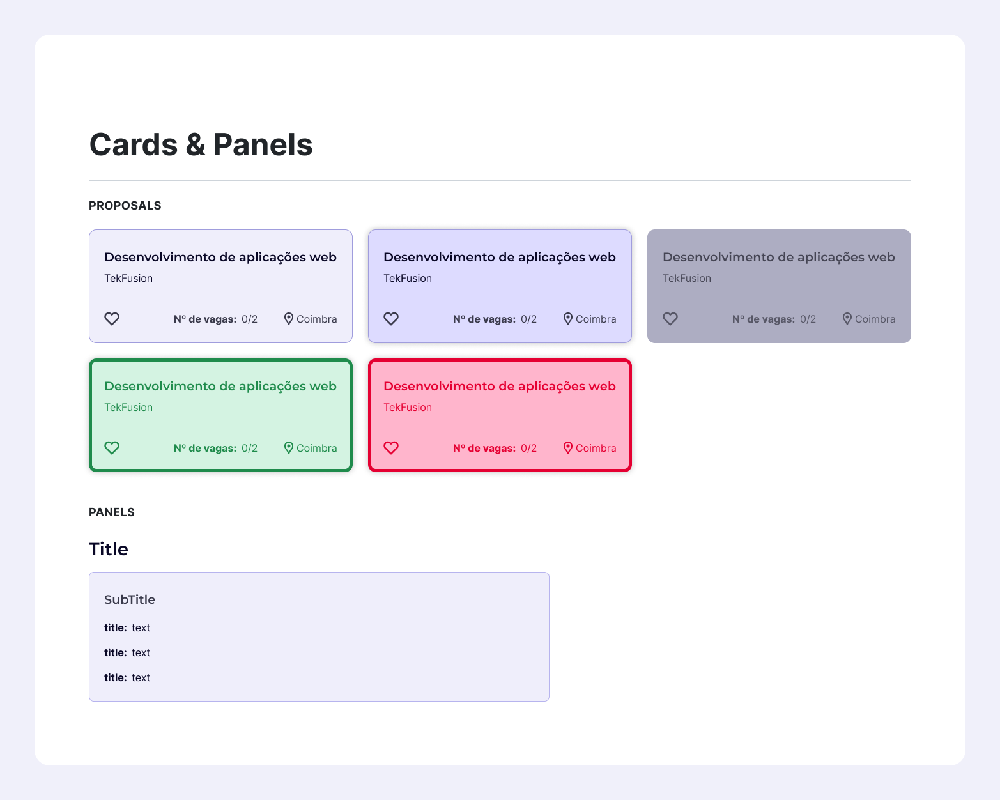 Cards & Panels
PROPOSALS
Desenvolvimento de aplicações web
TekFusion
Nº de vagas: 0/2 Coimbra
Desenvolvimento de aplicações web
TekFusion
Nº de vagas: 0/2 Coimbra
Desenvolvimento de aplicações web
TekFusion
Nº de vagas: 0/2 Coimbra
Desenvolvimento de aplicações web
TekFusion
Nº de vagas: 0/2 Coimbra
Desenvolvimento de aplicações web
TekFusion
Nº de vagas: 0/2 Coimbra
PANELS
Title
SubTitle
title: text
title: text
title: text